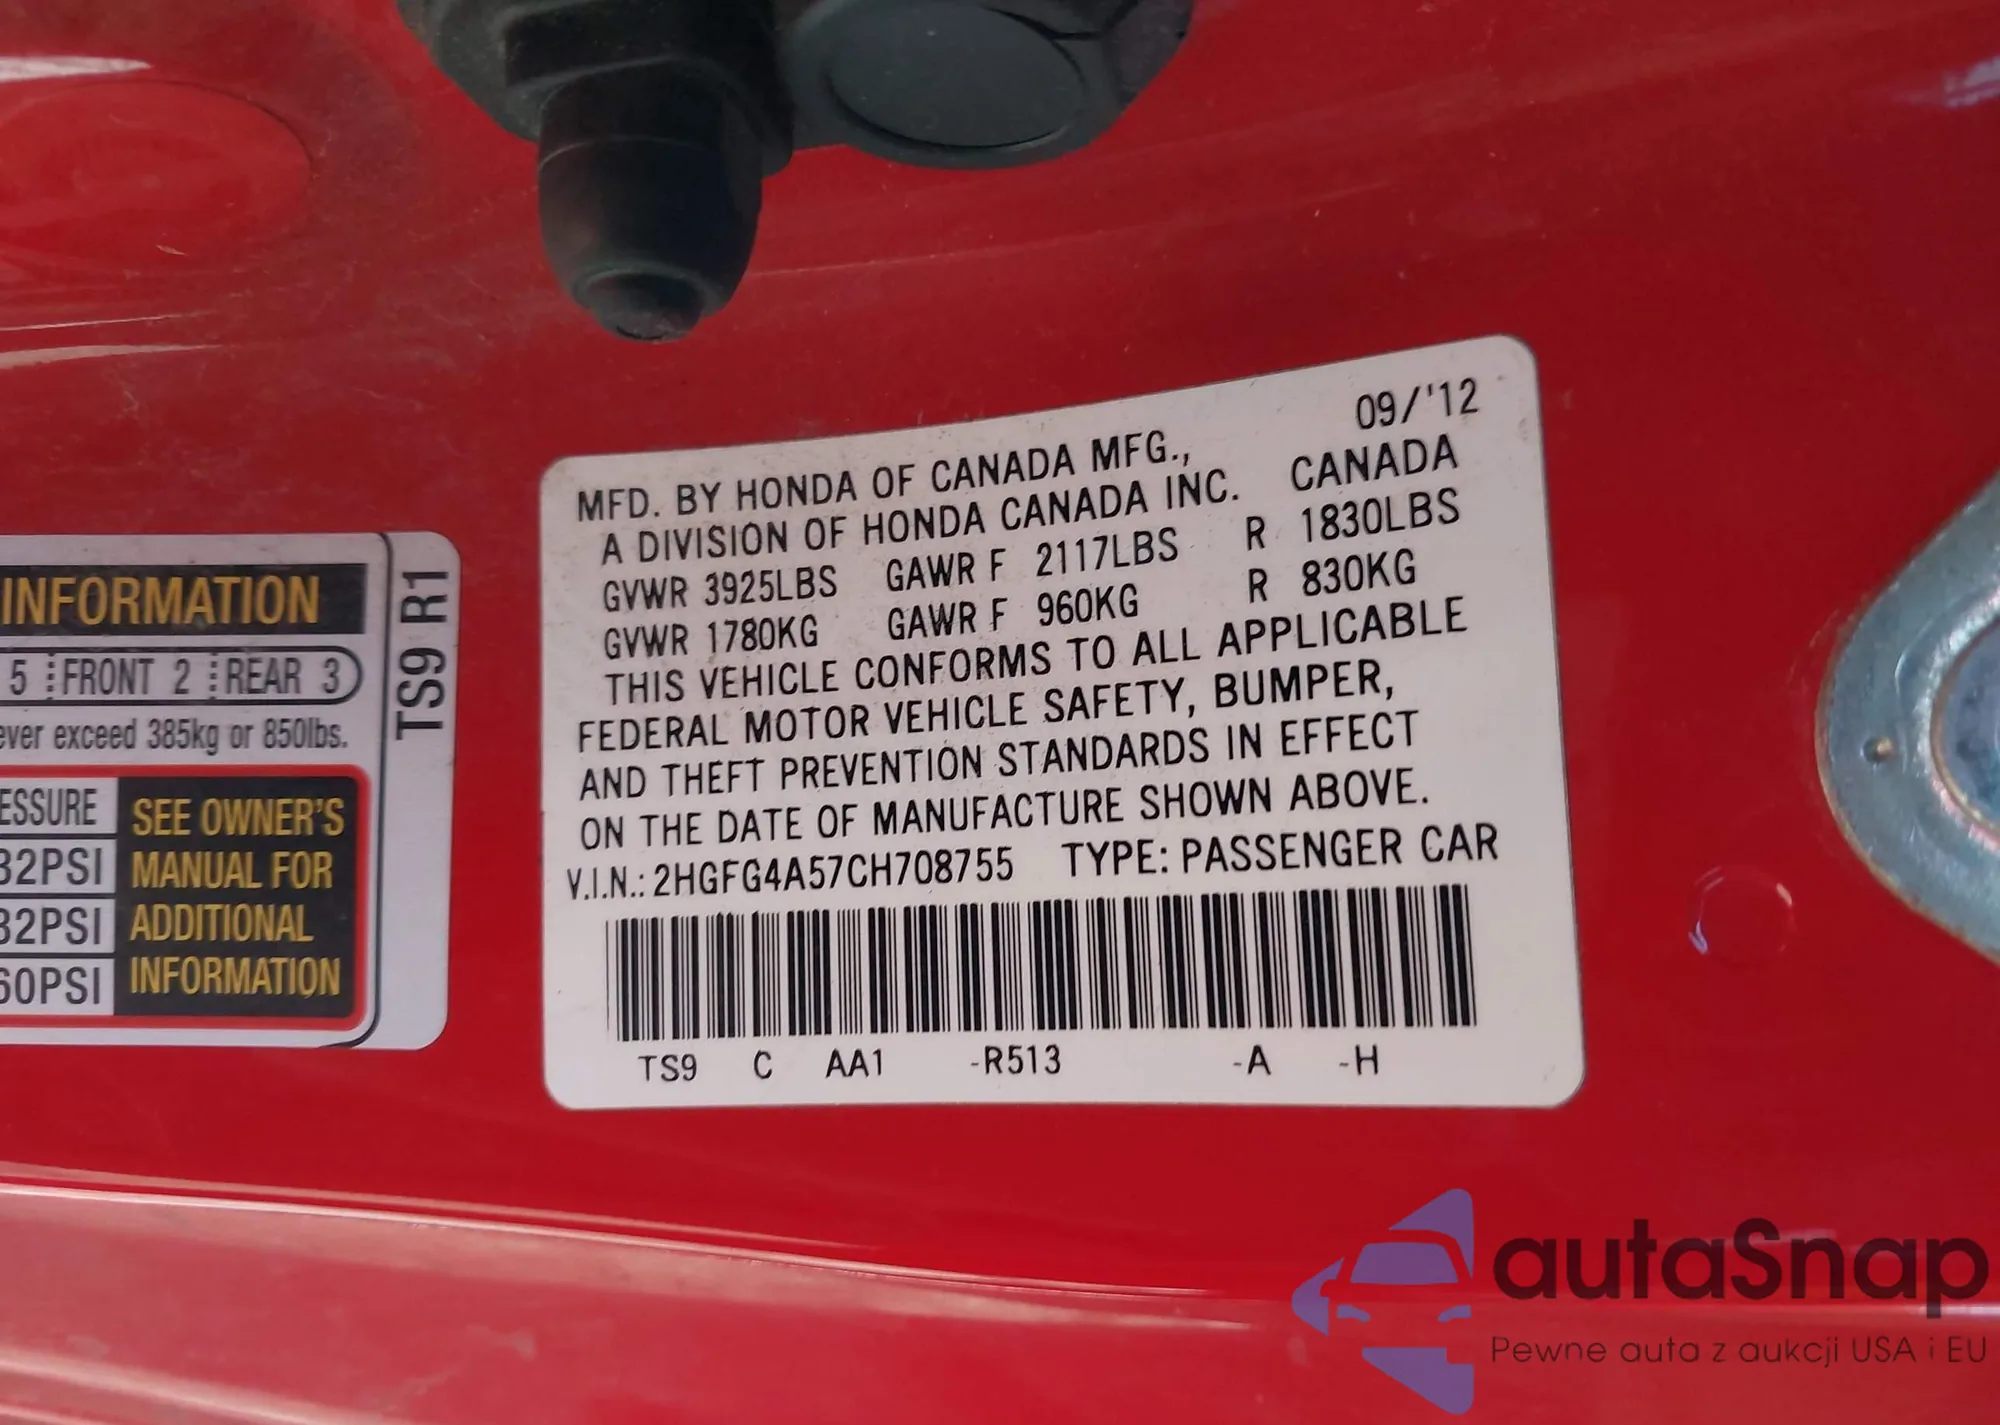 INFORMATION
5 FRONT 2 REAR 3
ever exceed 385kg or 850lbs.
ESSURE
32PSI
32PSI
60PSI
SEE OWNER'S
MANUAL FOR
ADDITIONAL
INFORMATION
TS9 R1
09/'12
MFD. BY HONDA OF CANADA MFG.,
A DIVISION OF HONDA CANADA INC. CANADA
GVWR 3925LBS GAWR F 2117LBS R 1830LBS
GVWR 1780KG GAWR F 960KG R 830KG
THIS VEHICLE CONFORMS TO ALL APPLICABLE
FEDERAL MOTOR VEHICLE SAFETY, BUMPER,
AND THEFT PREVENTION STANDARDS IN EFFECT
ON THE DATE OF MANUFACTURE SHOWN ABOVE.
V.I.N.: 2HGFG4A57CH708755 TYPE: PASSENGER CAR
TS9 C AA1 -R513 -A -H
autaSnap
Pewne auta z aukcji USA i EU